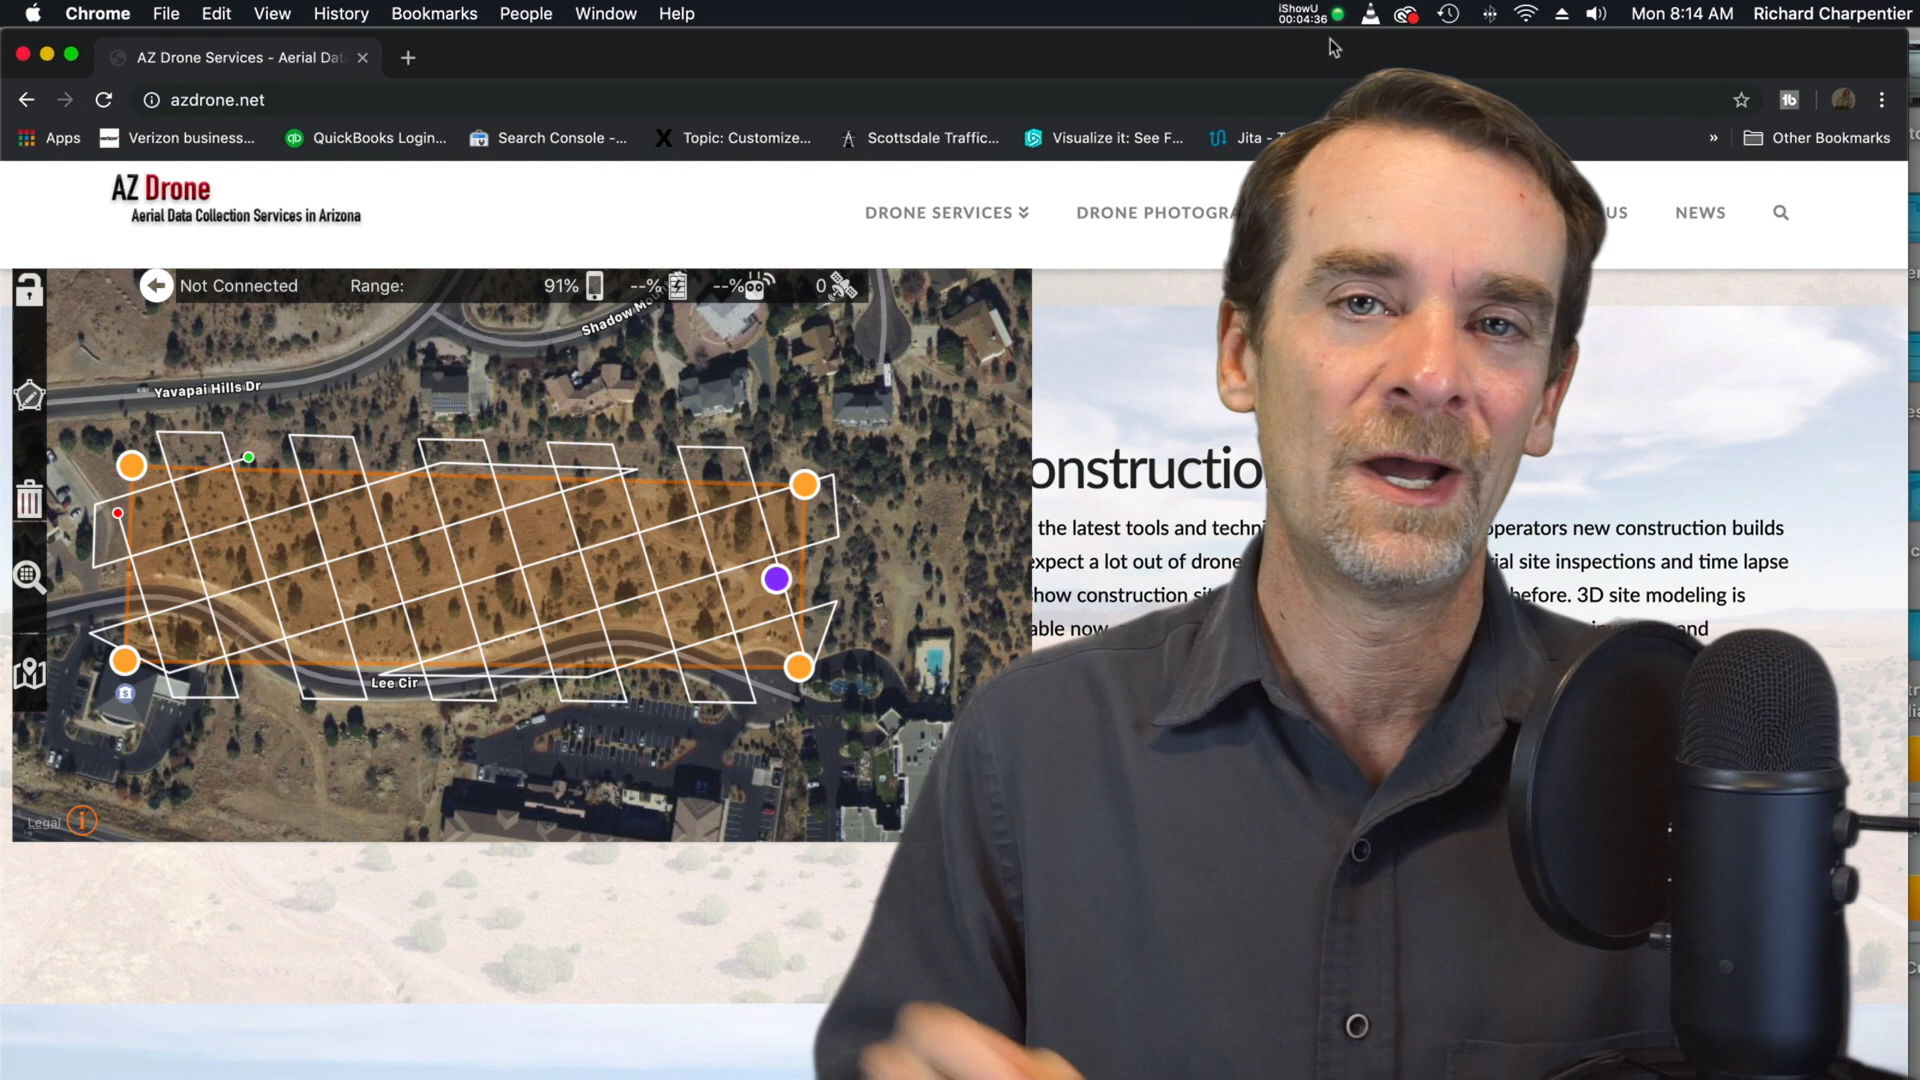 Chrome File Edit View History Bookmarks People Window Help
iShowU
00:04:36
Mon 8:14 AM Richard Charpentier
AZ Drone Services - Aerial Dat
azdrone.net
Apps Verizon business... QuickBooks Login... Search Console -... Topic: Customize... Scottsdale Traffic... Visualize it: See F... Jita - T
» Other Bookmarks
AZ Drone
Aerial Data Collection Services in Arizona
DRONE SERVICES DRONE PHOTOGRA US NEWS
Not Connected Range: 91% --% --% 0
Shadow Mou
Yavapai Hills Dr
Lee Cir
Legal
onstructio
the latest tools and techni operators new construction builds
expect a lot out of drone ial site inspections and time lapse
how construction si before. 3D site modeling is
able now and